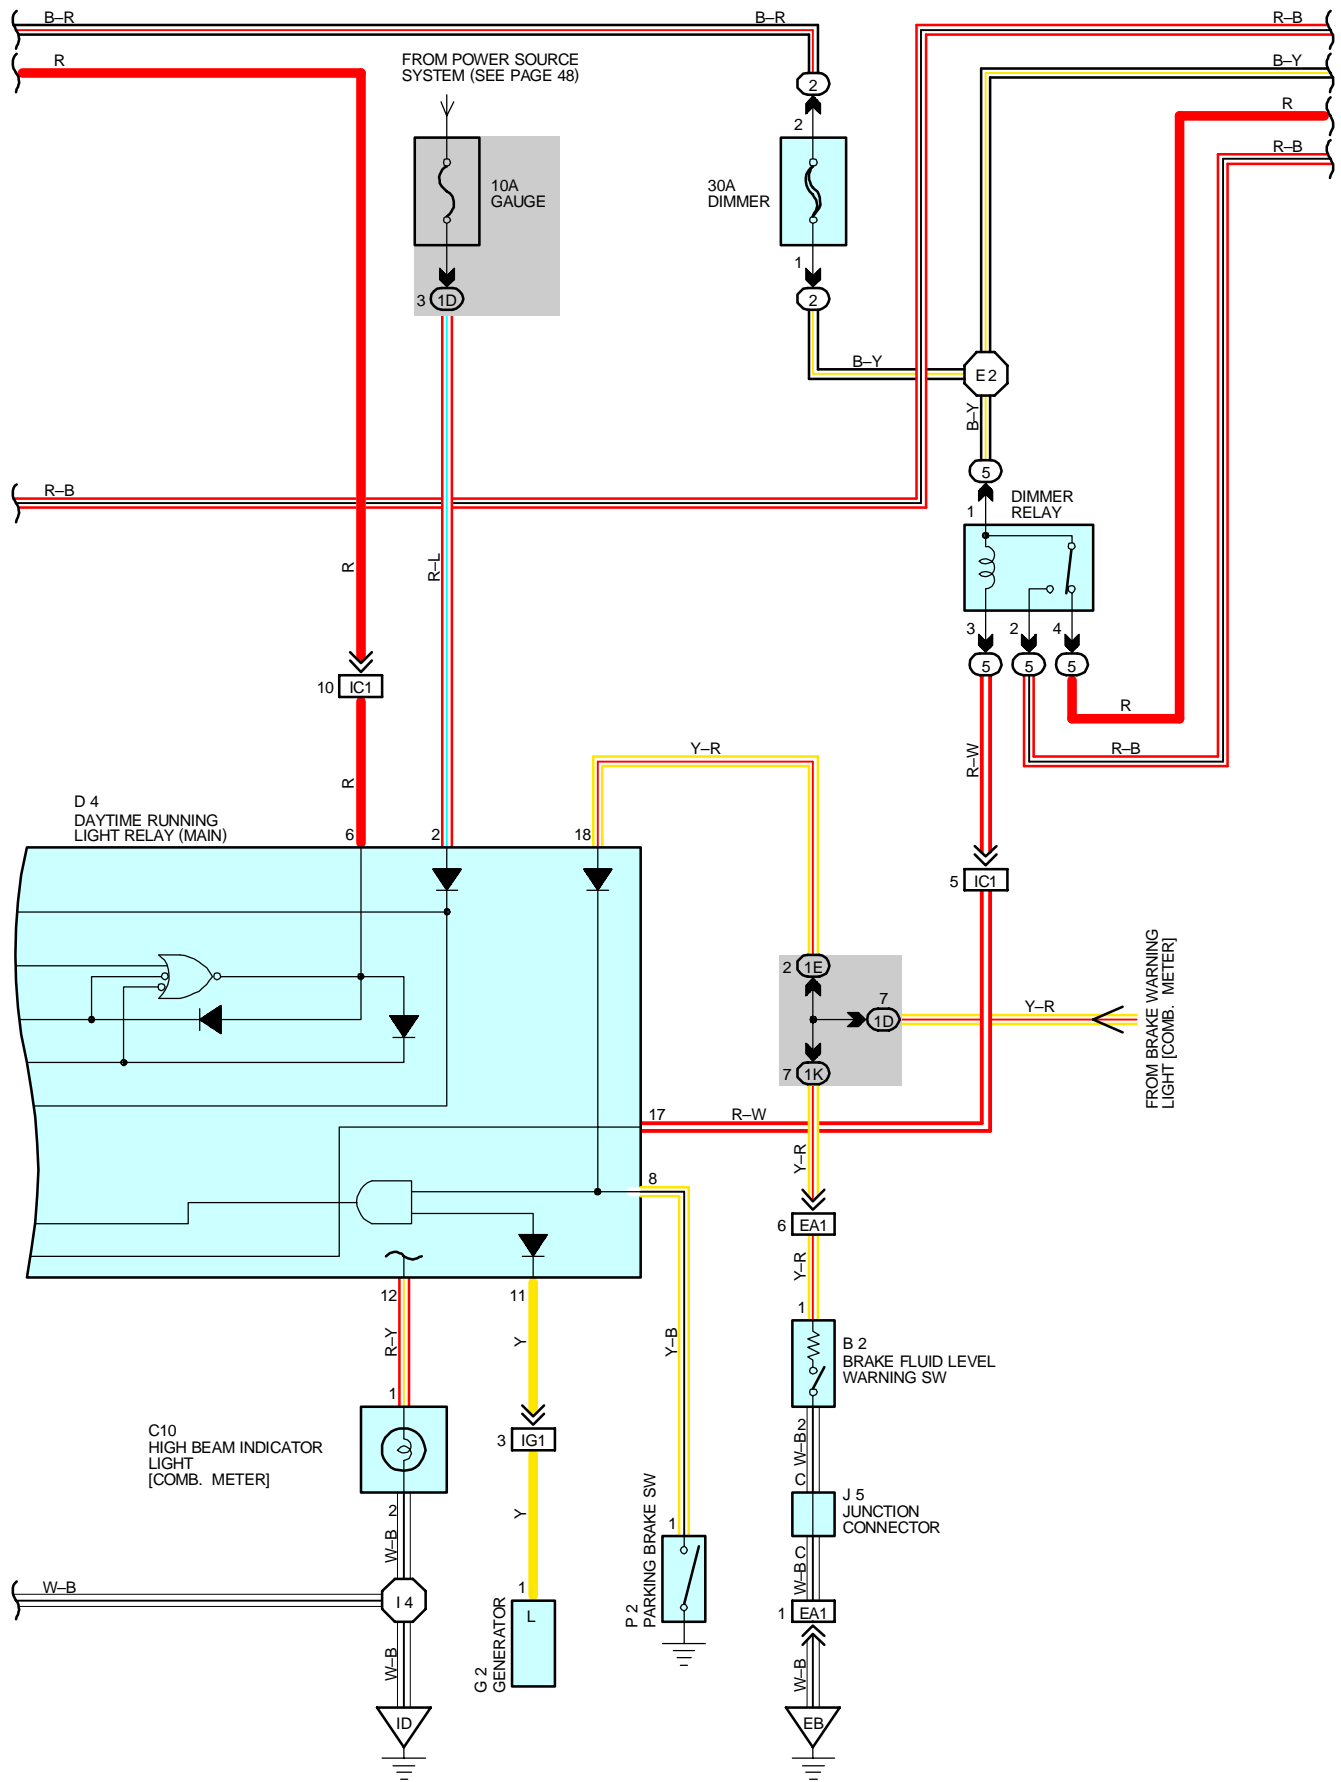 B–R
B–R
R–B
R
FROM POWER SOURCE
SYSTEM (SEE PAGE 48)
B–Y
2
R
2
R–B
10A
GAUGE
30A
DIMMER
1
3 1D
2
B–Y
E 2
B–Y
5
R–B
DIMMER
RELAY
1
R
R–L
3
2
4
5
5
5
10 IC1
R
R–B
Y–R
R–W
R
D 4
DAYTIME RUNNING
LIGHT RELAY (MAIN)
6
2
18
5 IC1
2 1E
7
1D
Y–R
FROM BRAKE WARNING
LIGHT [COMB. METER]
7 1K
17
R–W
Y–R
8
6 EA1
Y–R
12
11
1
R–Y
Y
Y–B
B 2
BRAKE FLUID LEVEL
WARNING SW
1
2
W–B
C10
HIGH BEAM INDICATOR
LIGHT
[COMB. METER]
3 IG1
C
J 5
JUNCTION
CONNECTOR
2
Y
1
C
W–B
P 2
PARKING BRAKE SW
W–B
W–B
1
I 4
L
1 EA1
G 2
GENERATOR
W–B
W–B
ID
EB